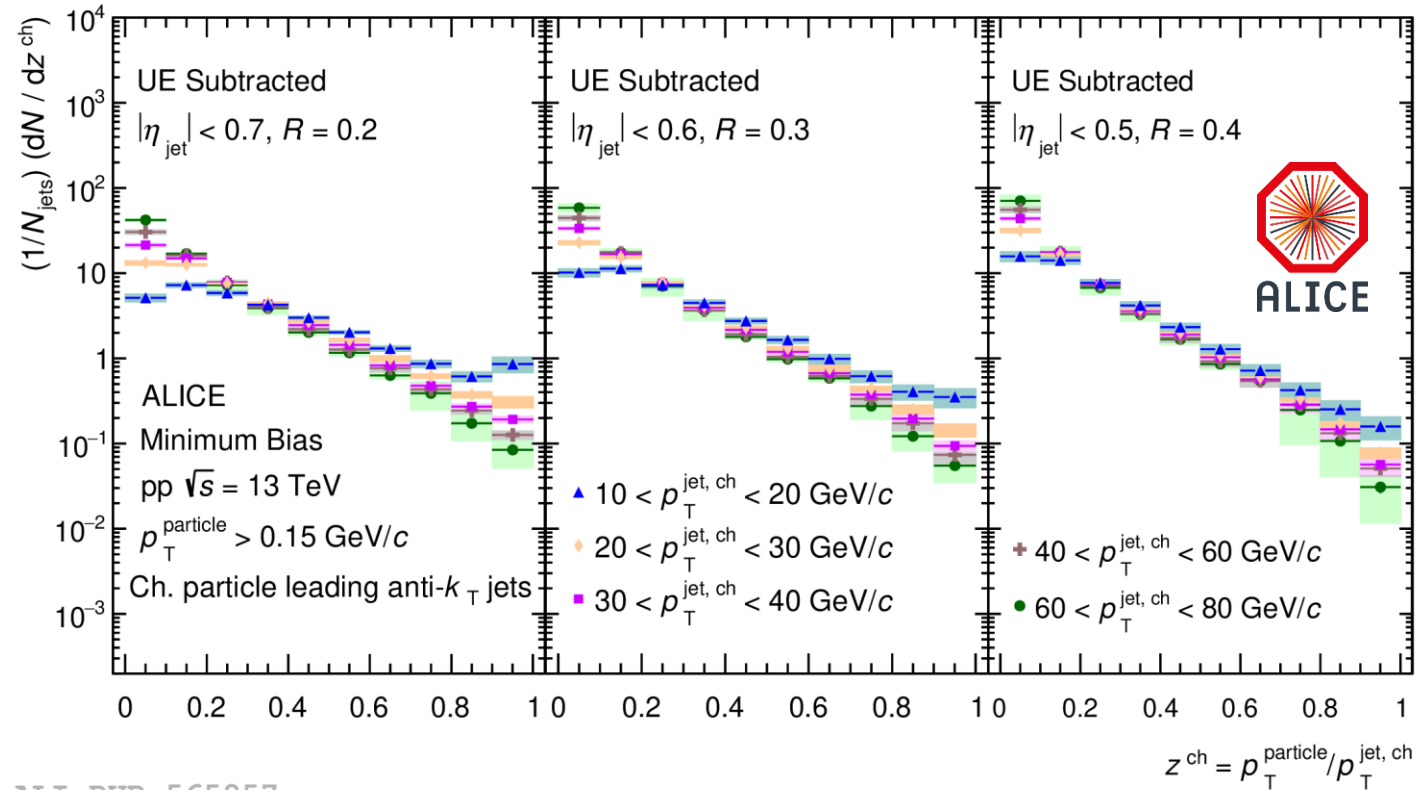 (1/N_jets) (dN / dz^ch)
10^4
10^3
10^2
10
1
10^−1
10^−2
10^−3
UE Subtracted
|η_jet| < 0.7, R = 0.2
ALICE
Minimum Bias
pp √s = 13 TeV
p_T^particle > 0.15 GeV/c
Ch. particle leading anti-k_T jets
UE Subtracted
|η_jet| < 0.6, R = 0.3
10 < p_T^jet, ch < 20 GeV/c
20 < p_T^jet, ch < 30 GeV/c
30 < p_T^jet, ch < 40 GeV/c
UE Subtracted
|η_jet| < 0.5, R = 0.4
ALICE
40 < p_T^jet, ch < 60 GeV/c
60 < p_T^jet, ch < 80 GeV/c
0 0.2 0.4 0.6 0.8 1 0 0.2 0.4 0.6 0.8 1 0 0.2 0.4 0.6 0.8 1
z^ch = p_T^particle/p_T^jet, ch